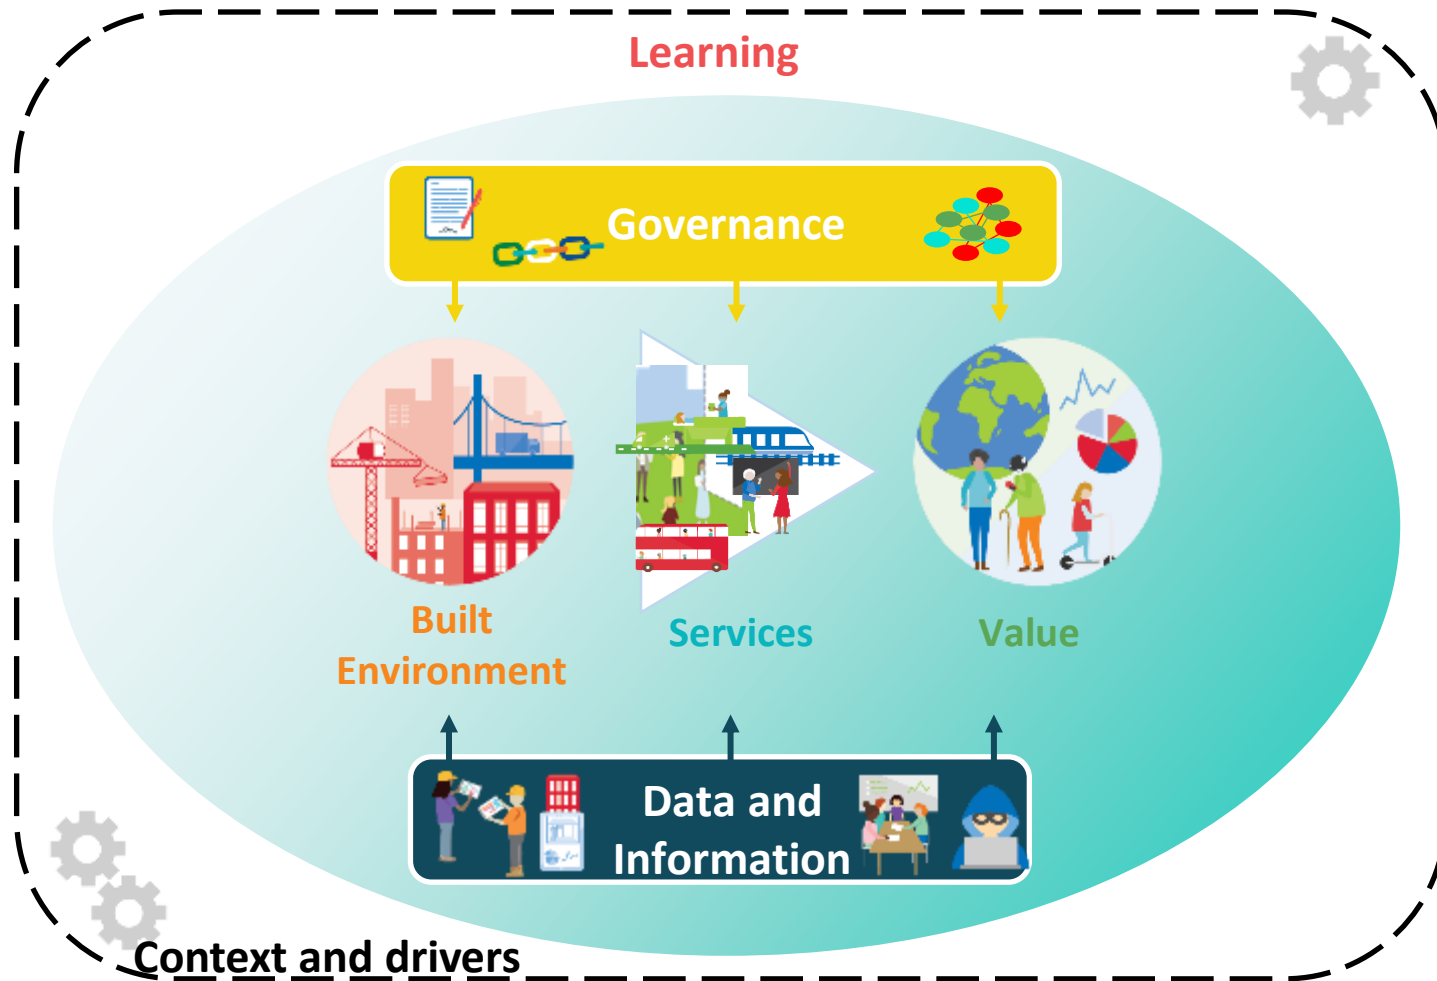 Learning
Governance
Built
Environment
Services
Value
Data and
Information
Context and drivers